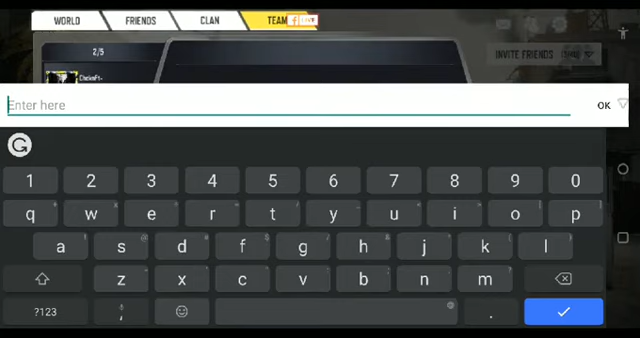 WORLD FRIENDS CLAN TEAM f LIVE
2/5
INVITE FRIENDS
Enter here OK
G
1 2 3 4 5 6 7 8 9 0
q w e r t y u i o p
a s d f g h j k l
z x c v b n m
?123 , .